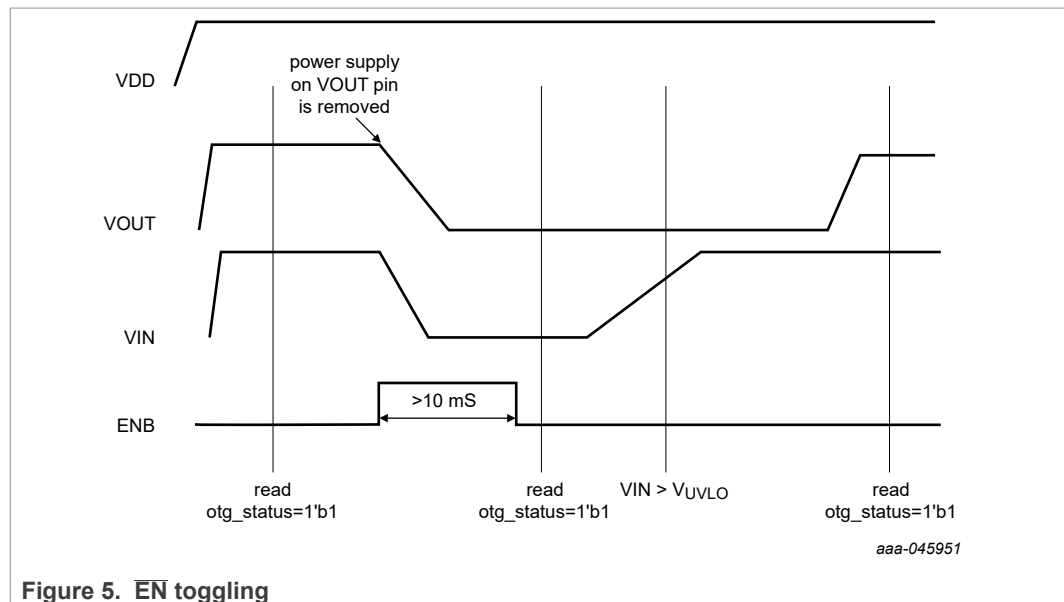 VDD
power supply
on VOUT pin
is removed
VOUT
VIN
ENB
>10 mS
read
otg_status=1'b1
read
otg_status=1'b1
VIN > VUVLO
read
otg_status=1'b1
aaa-045951
Figure 5. EN toggling